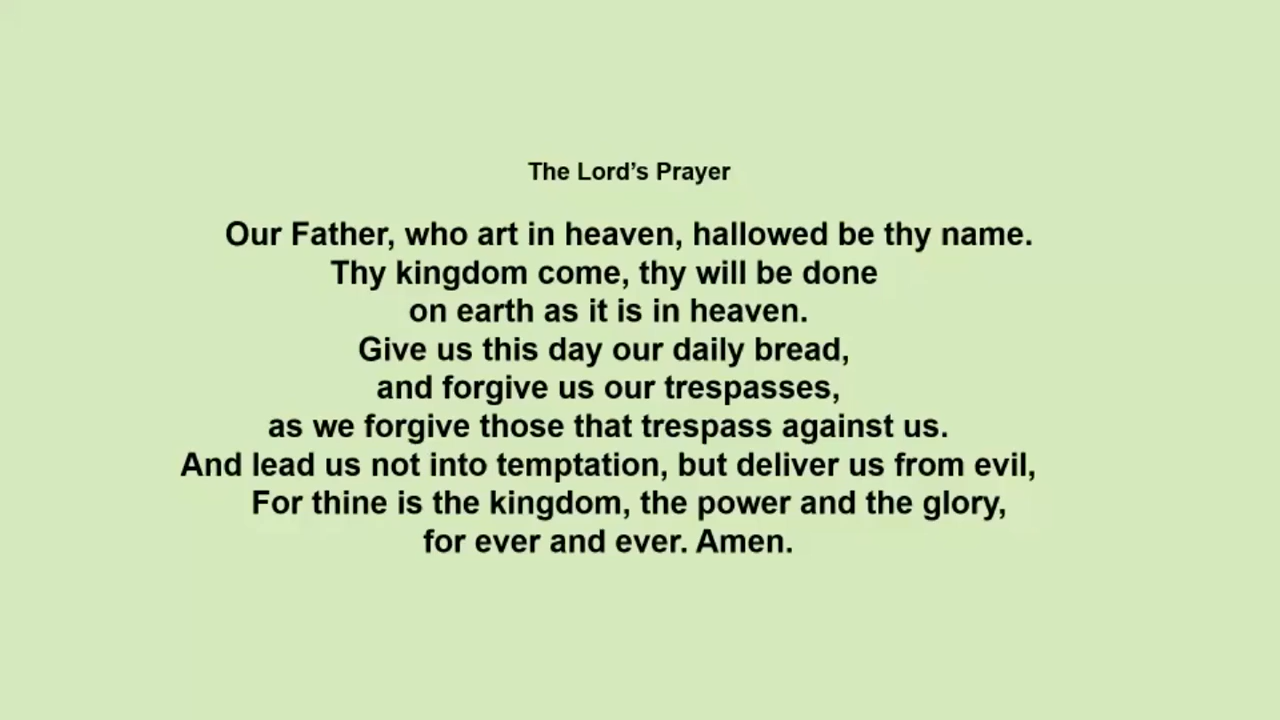 The Lord’s Prayer
Our Father, who art in heaven, hallowed be thy name.
Thy kingdom come, thy will be done
on earth as it is in heaven.
Give us this day our daily bread,
and forgive us our trespasses,
as we forgive those that trespass against us.
And lead us not into temptation, but deliver us from evil,
For thine is the kingdom, the power and the glory,
for ever and ever. Amen.